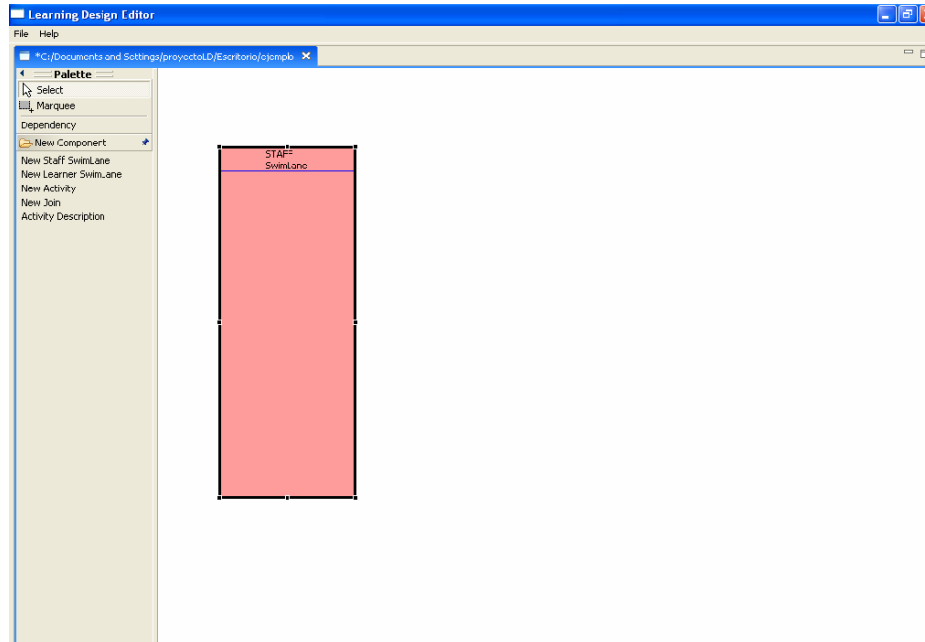 Learning Design Editor
File Help
*C:/Documents and Settings/proyectoLD/Escritorio/ejemplo
Palette
Select
Marquee
Dependency
New Component
New Staff SwimLane
New Learner SwimLane
New Activity
New Join
Activity Description
STAFF
SwimLane